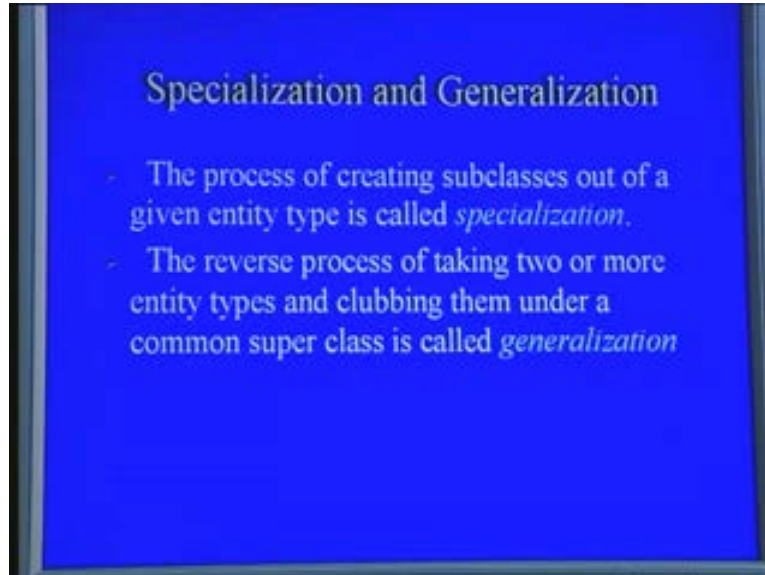 Specialization and Generalization
The process of creating subclasses out of a
given entity type is called specialization.
The reverse process of taking two or more
entity types and clubbing them under a
common super class is called generalization